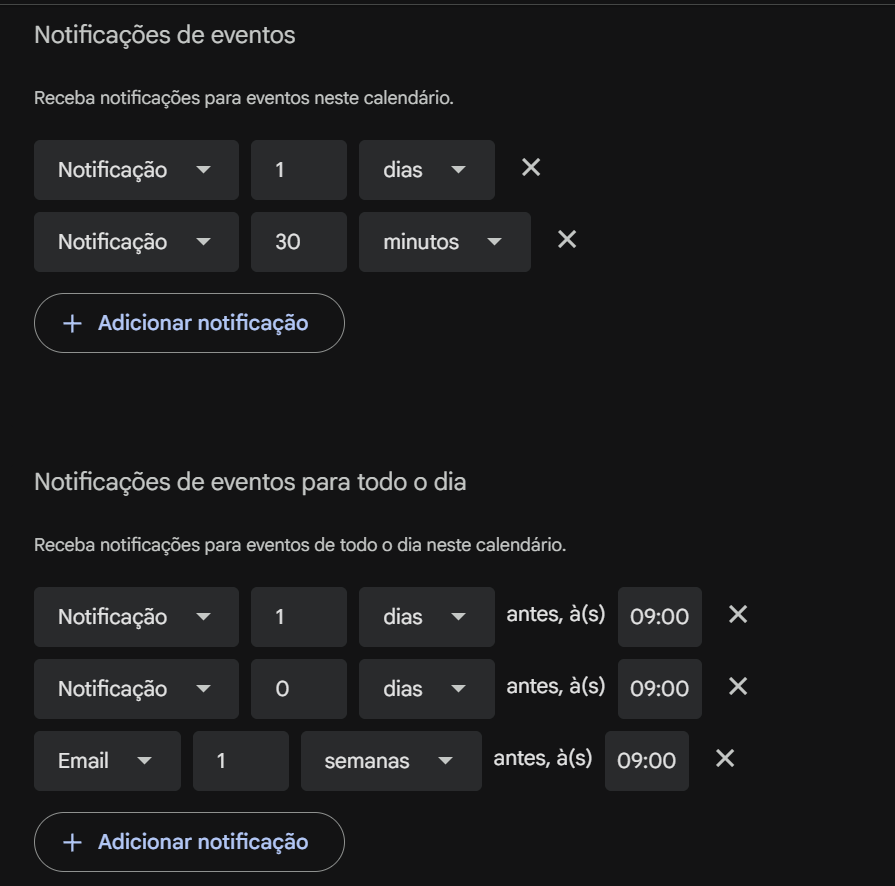 Notificações de eventos
Receba notificações para eventos neste calendário.
Notificação 1 dias
Notificação 30 minutos
Adicionar notificação
Notificações de eventos para todo o dia
Receba notificações para eventos de todo o dia neste calendário.
Notificação 1 dias antes, à(s) 09:00
Notificação 0 dias antes, à(s) 09:00
Email 1 semanas antes, à(s) 09:00
Adicionar notificação